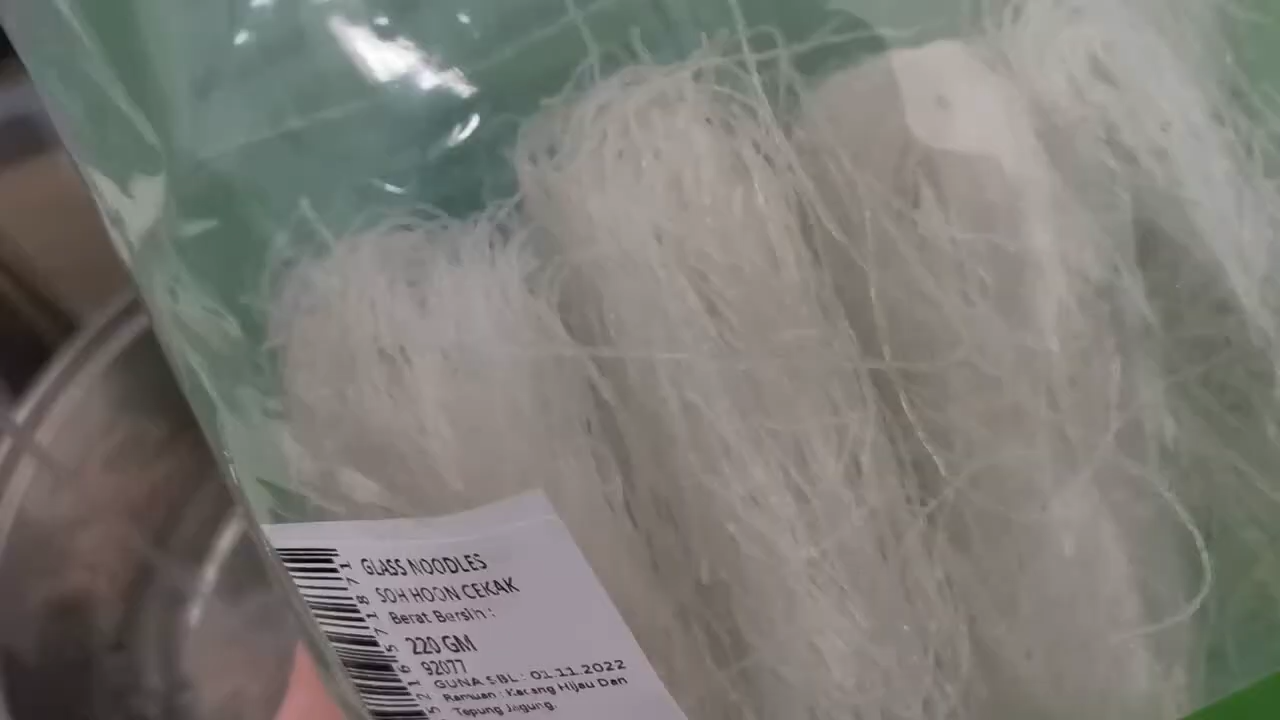 GLASS NOODLES
SOH HOON CEKAK
Berat Bersih :
220 GM
92077
GUNA SBL : 01.11.2022
Ramuan : Kacang Hijau Dan
Tepung Jagung.